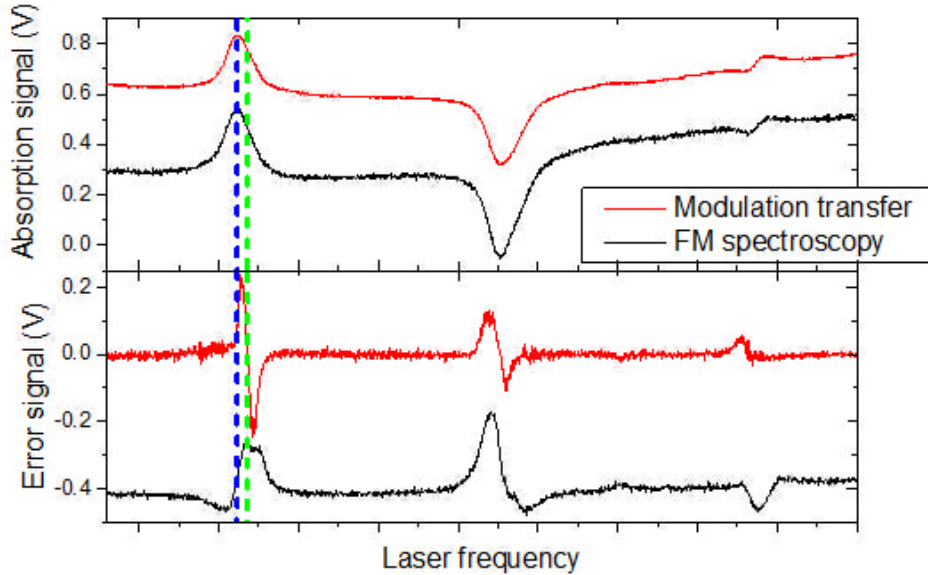 Absorption signal (V)
0.8
0.6
0.4
0.2
0.0
Modulation transfer
FM spectroscopy
Error signal (V)
0.2
0.0
-0.2
-0.4
Laser frequency